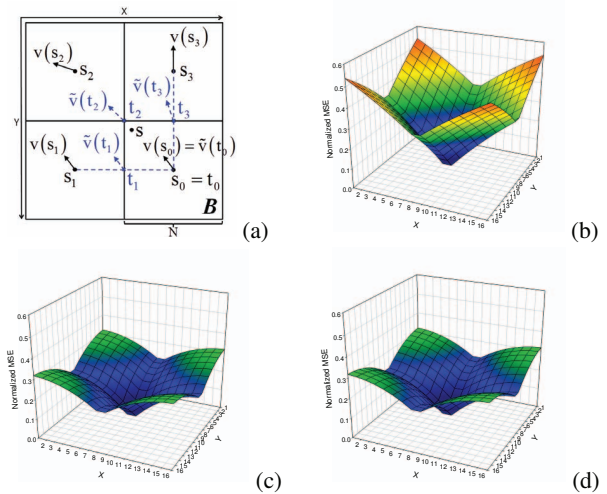 X
v(s₂)
s₂
v(s₃)
s₃
Y
ṽ(t₂)
t₂
ṽ(t₃)
t₃
s
v(s₁)
s₁
ṽ(t₁)
t₁
v(s₀)=ṽ(t₀)
s₀=t₀
B
N
(a)
Normalized MSE
0.6
0.5
0.4
0.3
0.2
0.1
0.0
2 3 4 5 6 7 8 9 10 11 12 13 14 15 16
X
Y
(b)
Normalized MSE
0.6
0.5
0.4
0.3
0.2
0.1
0.0
2 3 4 5 6 7 8 9 10 11 12 13 14 15 16
X
Y
(c)
Normalized MSE
0.6
0.5
0.4
0.3
0.2
0.1
0.0
2 3 4 5 6 7 8 9 10 11 12 13 14 15 16
X
Y
(d)